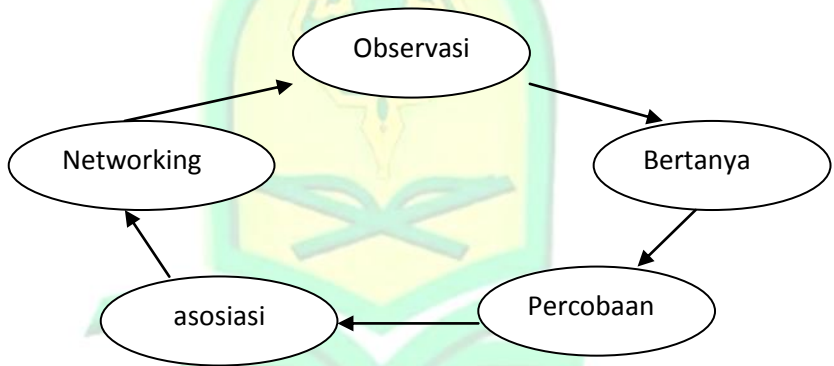 Observasi
Bertanya
Percobaan
asosiasi
Networking